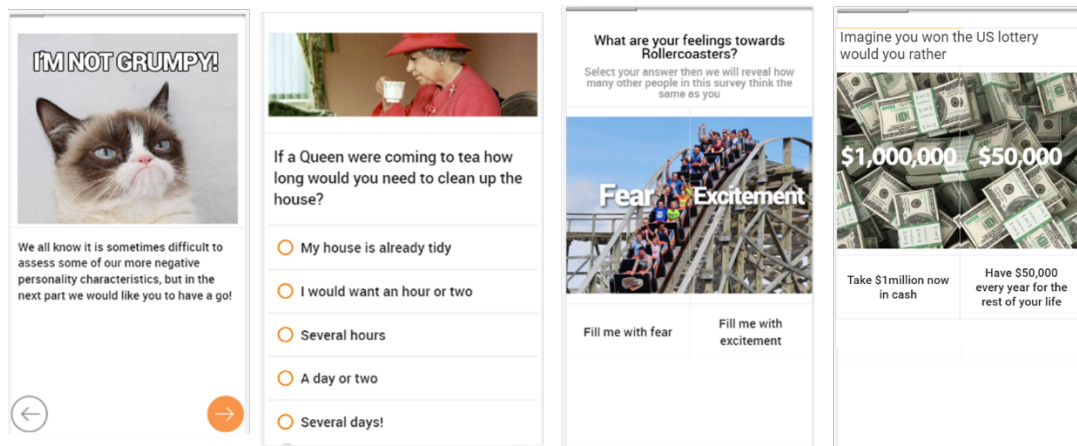 I'M NOT GRUMPY!
We all know it is sometimes difficult to
assess some of our more negative
personality characteristics, but in the
next part we would like you to have a go!
If a Queen were coming to tea how
long would you need to clean up the
house?
My house is already tidy
I would want an hour or two
Several hours
A day or two
Several days!
What are your feelings towards
Rollercoasters?
Select your answer then we will reveal how
many other people in this survey think the
same as you
Fear
Excitement
Fill me with fear
Fill me with
excitement
Imagine you won the US lottery
would you rather
$1,000,000
$50,000
Take $1million now
in cash
Have $50,000
every year for the
rest of your life